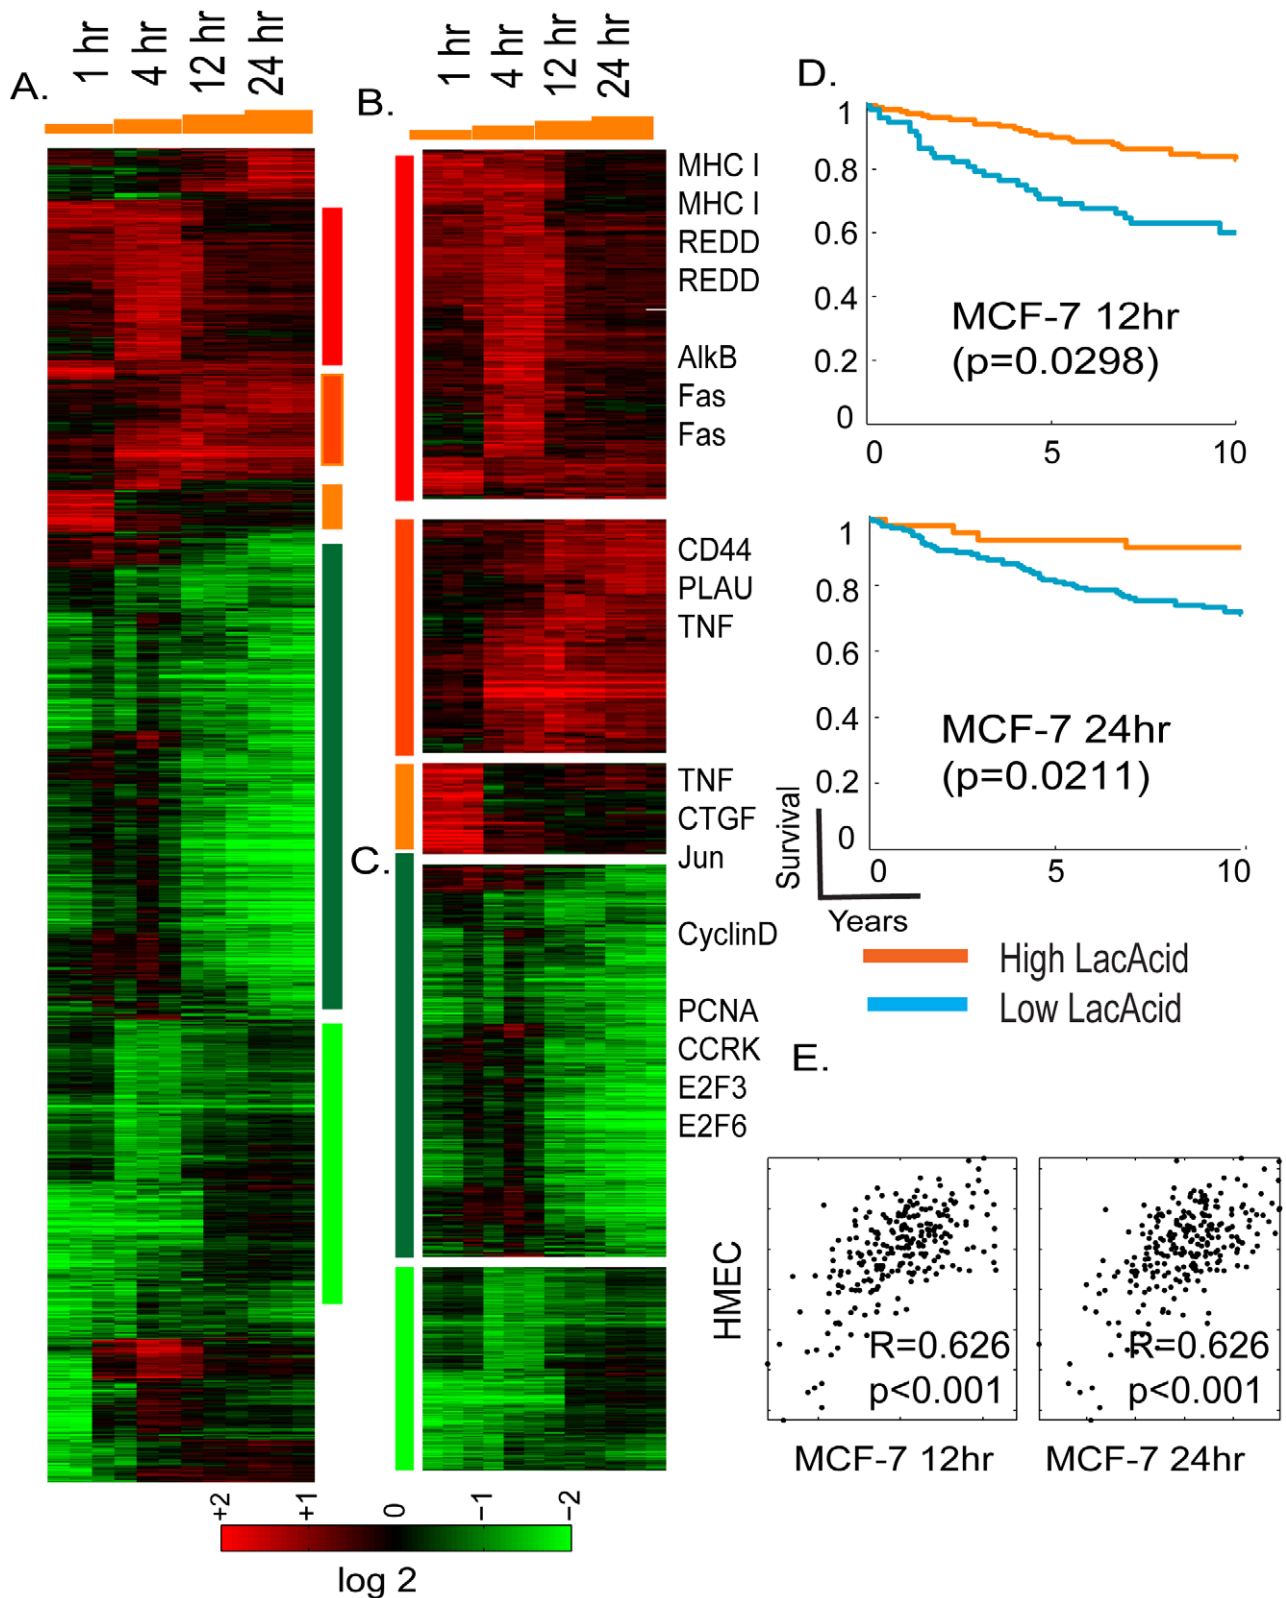 A.
1 hr
4 hr
12 hr
24 hr
B.
1 hr
4 hr
12 hr
24 hr
MHC I
MHC I
REDD
REDD
AlkB
Fas
Fas
CD44
PLAU
TNF
TNF
CTGF
Jun
C.
CyclinD
PCNA
CCRK
E2F3
E2F6
+2
+1
0
−1
−2
log 2
D.
1
0.8
0.6
0.4
0.2
0
MCF-7 12hr
(p=0.0298)
0
5
10
1
0.8
0.6
0.4
0.2
0
MCF-7 24hr
(p=0.0211)
0
5
10
Survival
Years
High LacAcid
Low LacAcid
E.
HMEC
R=0.626
p<0.001
R=0.626
p<0.001
MCF-7 12hr
MCF-7 24hr